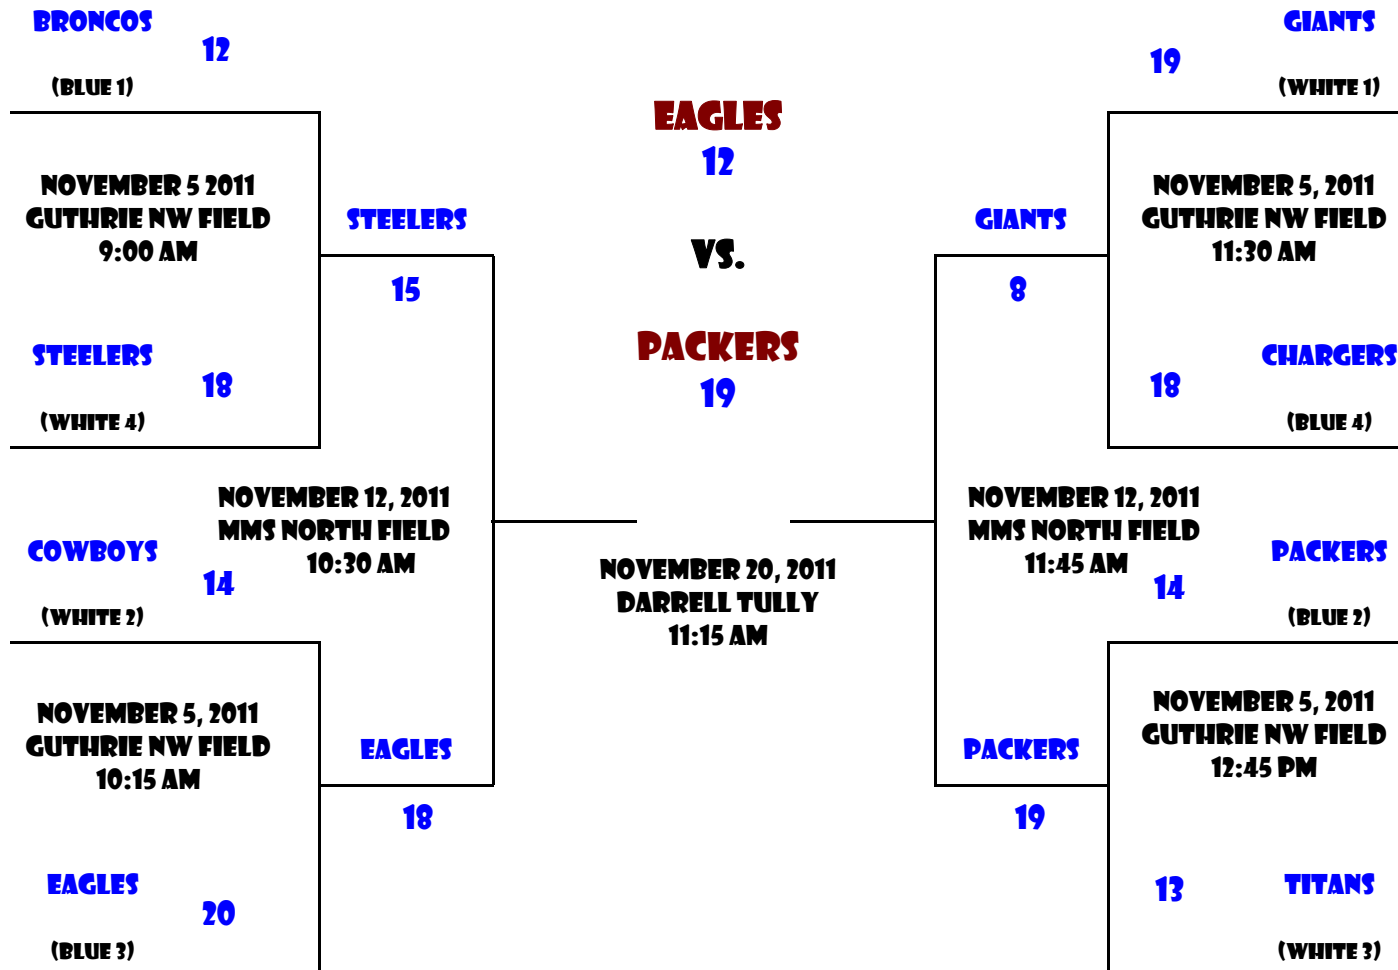 BRONCOS
12
(BLUE 1)
NOVEMBER 5 2011
GUTHRIE NW FIELD
9:00 AM
STEELERS
18
(WHITE 4)
STEELERS
15
NOVEMBER 12, 2011
MMS NORTH FIELD
10:30 AM
COWBOYS
14
(WHITE 2)
NOVEMBER 5, 2011
GUTHRIE NW FIELD
10:15 AM
EAGLES
18
EAGLES
20
(BLUE 3)
EAGLES
12
VS.
PACKERS
19
NOVEMBER 20, 2011
DARRELL TULLY
11:15 AM
GIANTS
19
(WHITE 1)
NOVEMBER 5, 2011
GUTHRIE NW FIELD
11:30 AM
GIANTS
8
CHARGERS
18
(BLUE 4)
NOVEMBER 12, 2011
MMS NORTH FIELD
11:45 AM
PACKERS
14
(BLUE 2)
NOVEMBER 5, 2011
GUTHRIE NW FIELD
12:45 PM
PACKERS
19
13
TITANS
(WHITE 3)